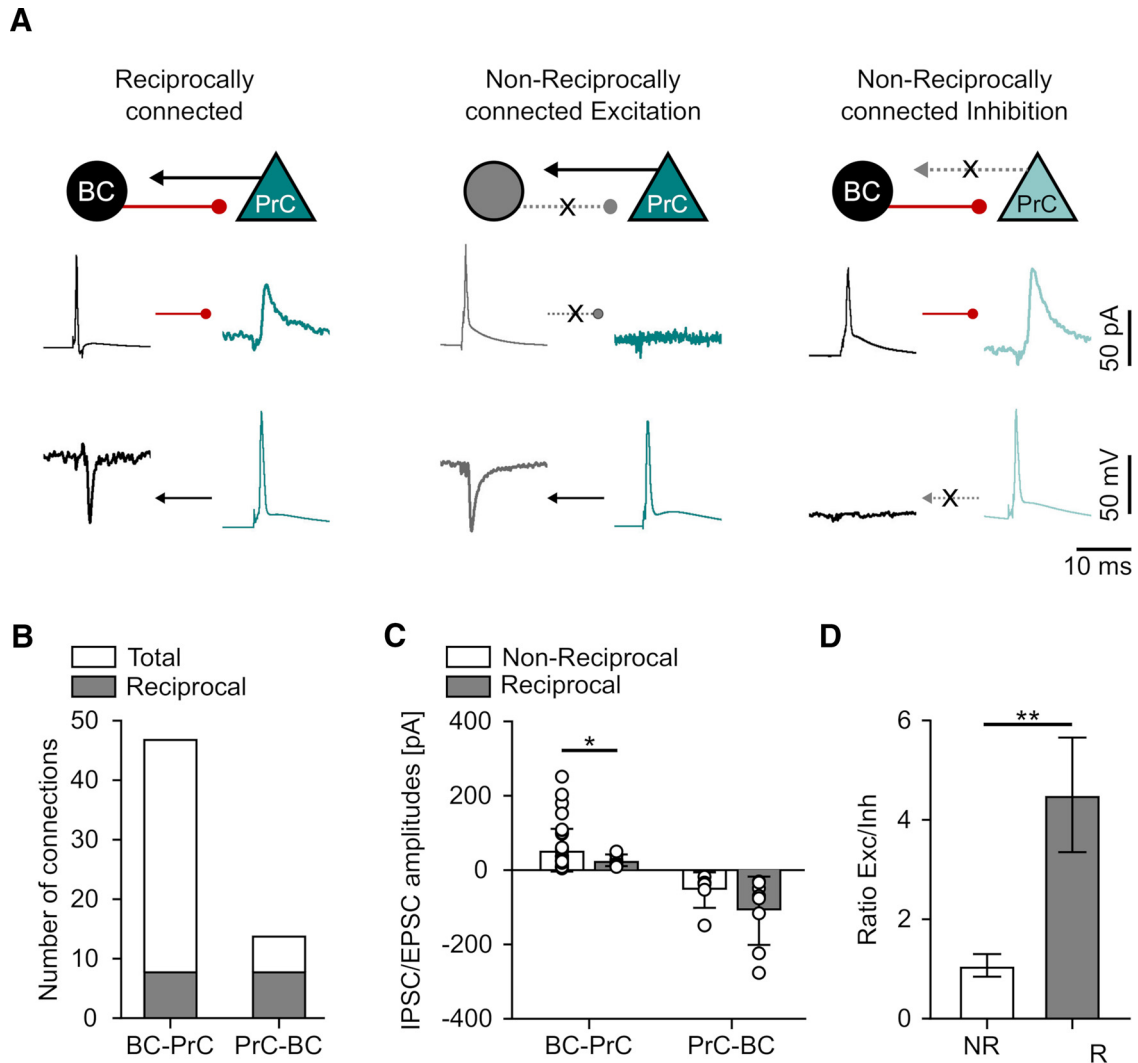 A
Reciprocally
connected
Non-Reciprocally
connected Excitation
Non-Reciprocally
connected Inhibition
BC
PrC
X
PrC
X
BC
PrC
X
50 pA
X
50 mV
10 ms
B
Total
Reciprocal
Number of connections
50
40
30
20
10
0
BC-PrC
PrC-BC
C
Non-Reciprocal
Reciprocal
IPSC/EPSC amplitudes [pA]
400
200
0
-200
-400
*
BC-PrC
PrC-BC
D
Ratio Exc/Inh
6
4
2
0
**
NR
R